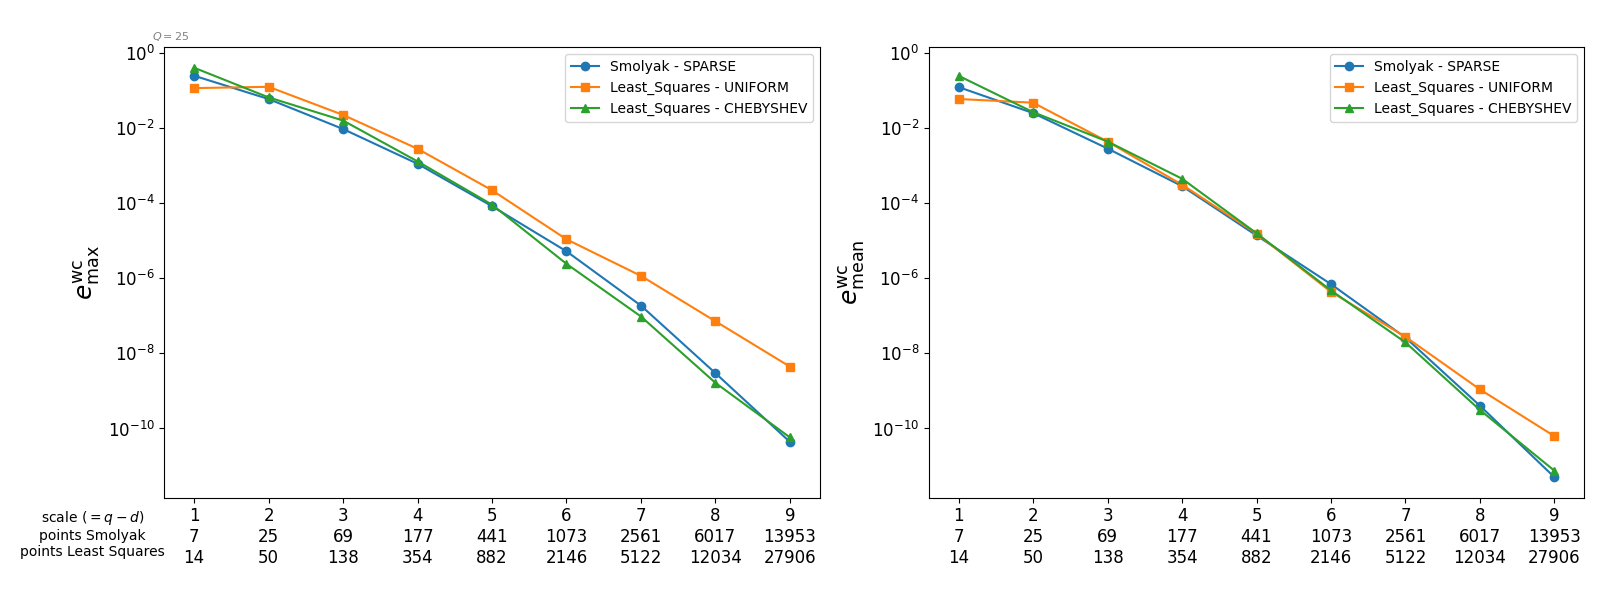 Q = 25
10^0
10^-2
10^-4
10^-6
10^-8
10^-10
e^wc_max
Smolyak - SPARSE
Least_Squares - UNIFORM
Least_Squares - CHEBYSHEV
scale (= q − d) 1 2 3 4 5 6 7 8 9
points Smolyak 7 25 69 177 441 1073 2561 6017 13953
points Least Squares 14 50 138 354 882 2146 5122 12034 27906
10^0
10^-2
10^-4
10^-6
10^-8
10^-10
e^wc_mean
Smolyak - SPARSE
Least_Squares - UNIFORM
Least_Squares - CHEBYSHEV
1 2 3 4 5 6 7 8 9
7 25 69 177 441 1073 2561 6017 13953
14 50 138 354 882 2146 5122 12034 27906